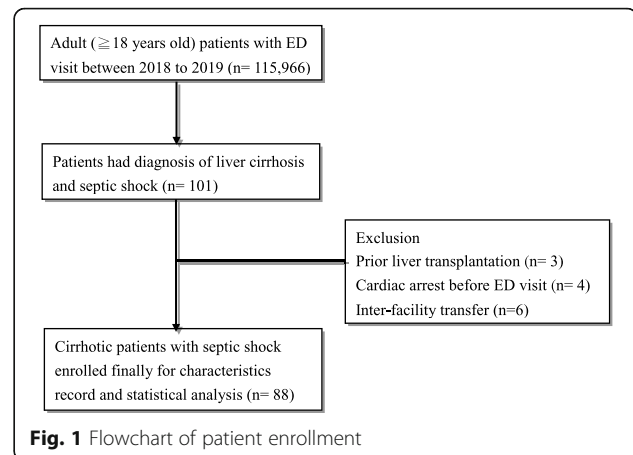 Adult (≧18 years old) patients with ED
visit between 2018 to 2019 (n= 115,966)
Patients had diagnosis of liver cirrhosis
and septic shock (n= 101)
Exclusion
Prior liver transplantation (n= 3)
Cardiac arrest before ED visit (n= 4)
Inter-facility transfer (n=6)
Cirrhotic patients with septic shock
enrolled finally for characteristics
record and statistical analysis (n= 88)
Fig. 1 Flowchart of patient enrollment